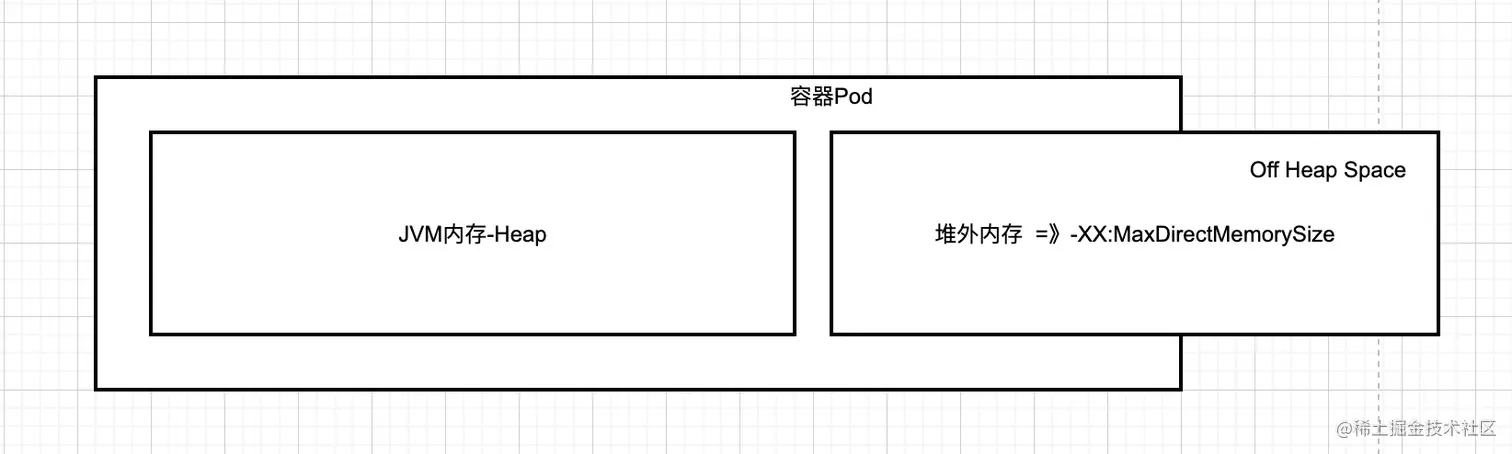 容器Pod
Off Heap Space
JVM内存-Heap
堆外内存 =》-XX:MaxDirectMemorySize
@稀土掘金技术社区